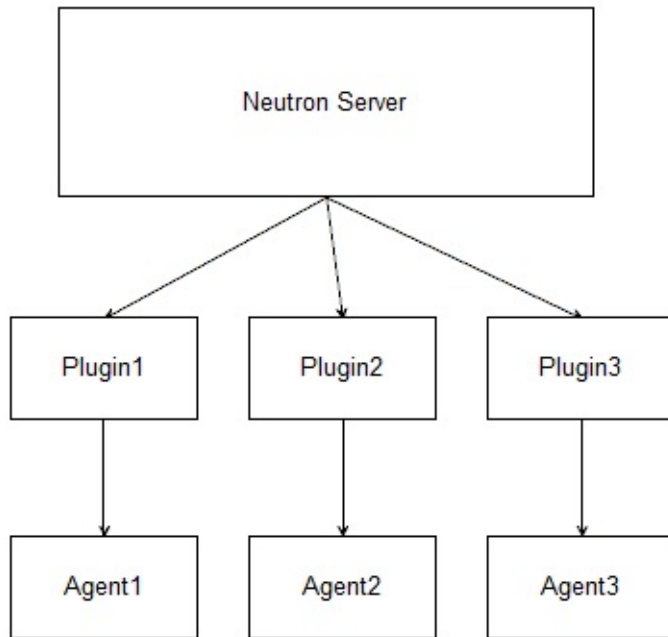 Neutron Server
Plugin1
Plugin2
Plugin3
Agent1
Agent2
Agent3